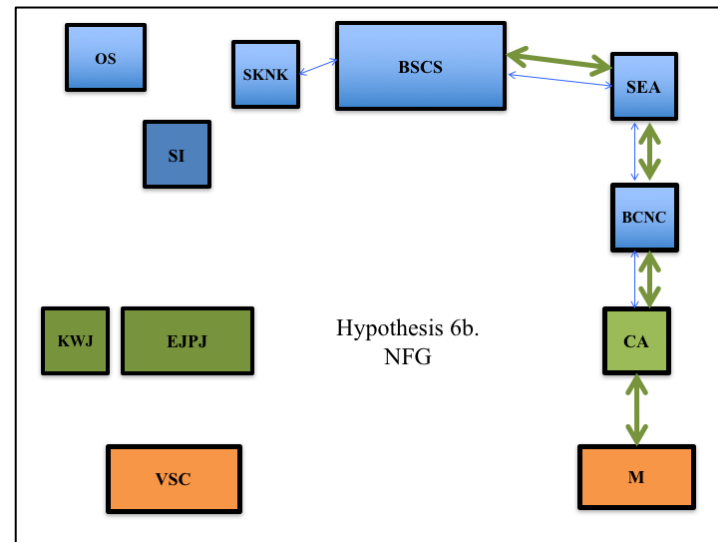 OS
SKNK
BSCS
SEA
SI
BCNC
KWJ
EJPJ
Hypothesis 6b.
NFG
CA
VSC
M